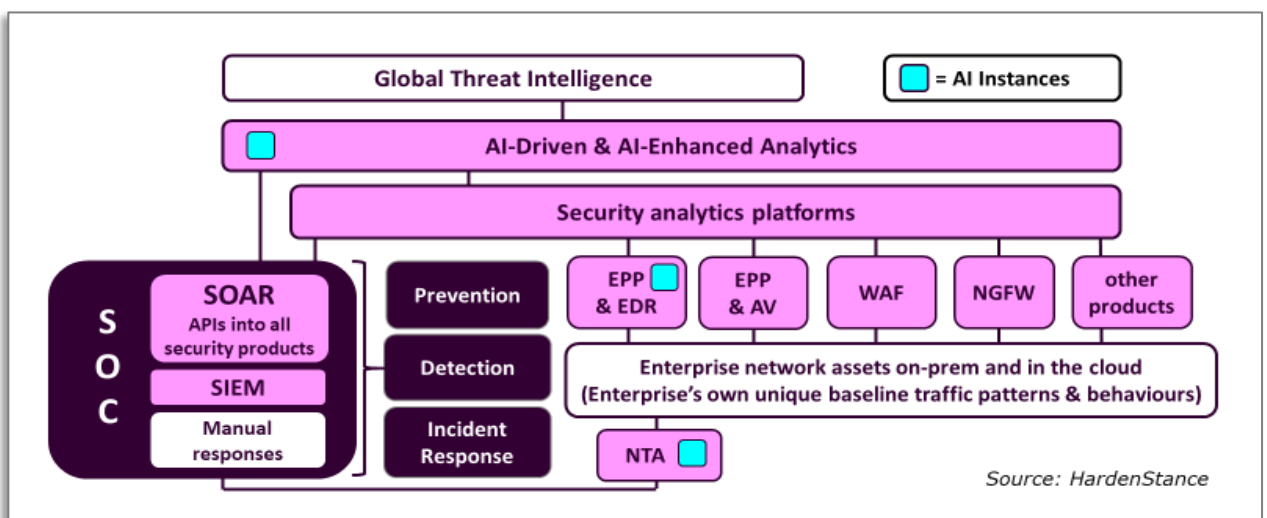 Global Threat Intelligence
= AI Instances
AI-Driven & AI-Enhanced Analytics
Security analytics platforms
SOC
SOAR
APIs into all
security products
SIEM
Manual
responses
Prevention
Detection
Incident
Response
EPP
& EDR
EPP
& AV
WAF
NGFW
other
products
Enterprise network assets on-prem and in the cloud
(Enterprise's own unique baseline traffic patterns & behaviours)
NTA
Source: HardenStance